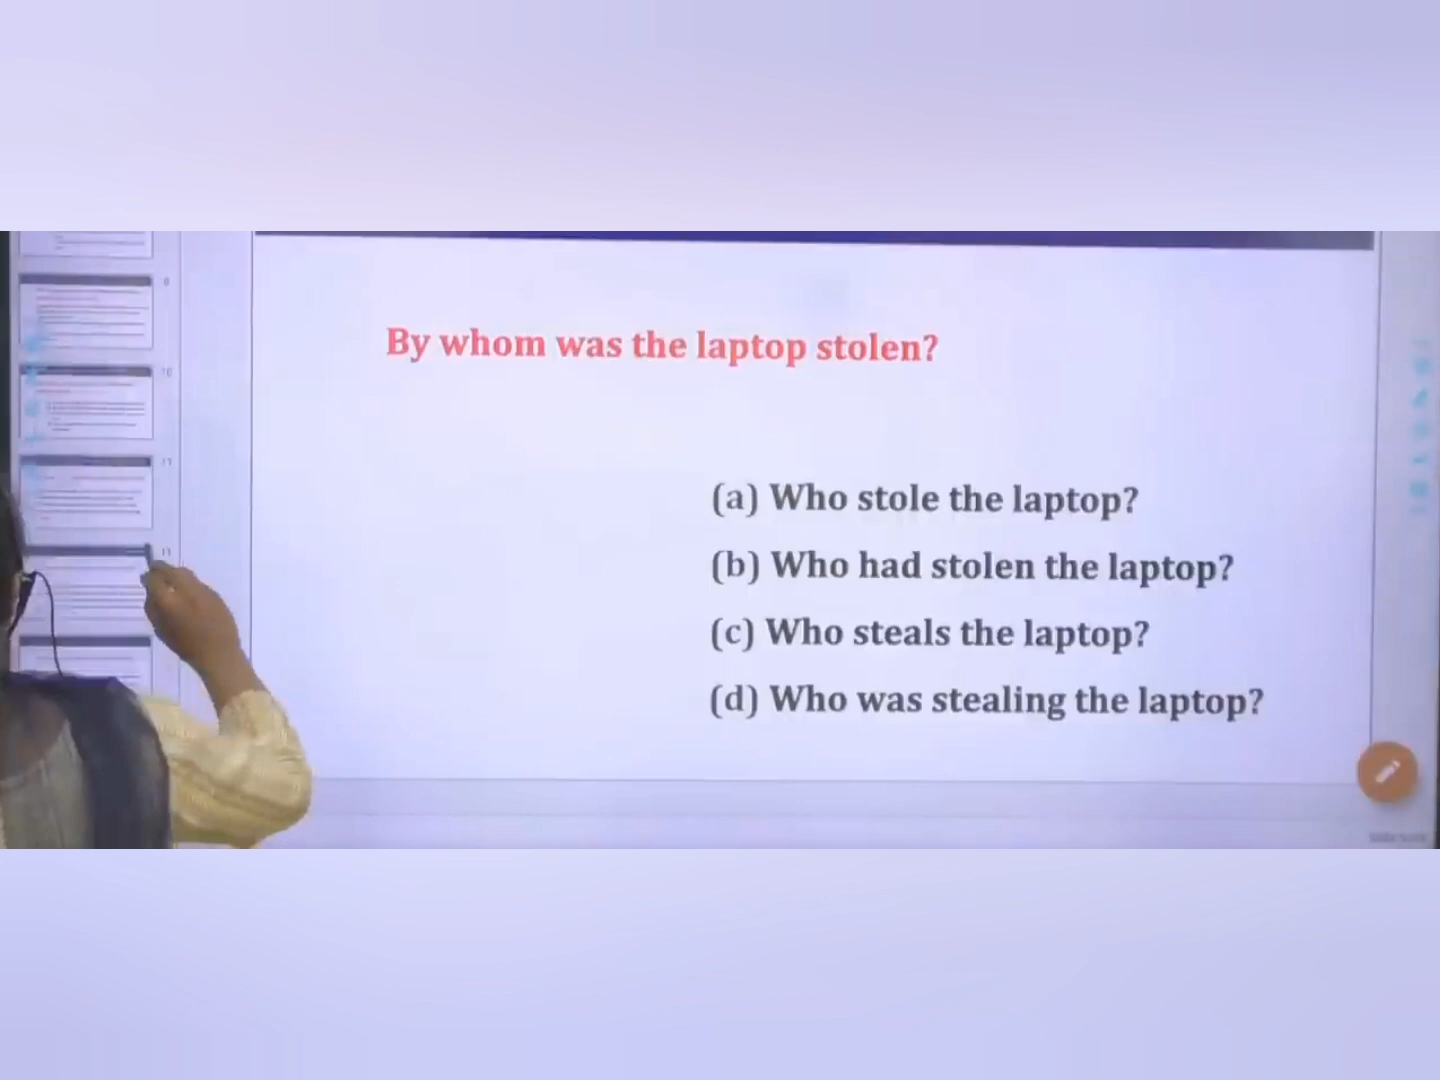 By whom was the laptop stolen?
(a) Who stole the laptop?
(b) Who had stolen the laptop?
(c) Who steals the laptop?
(d) Who was stealing the laptop?